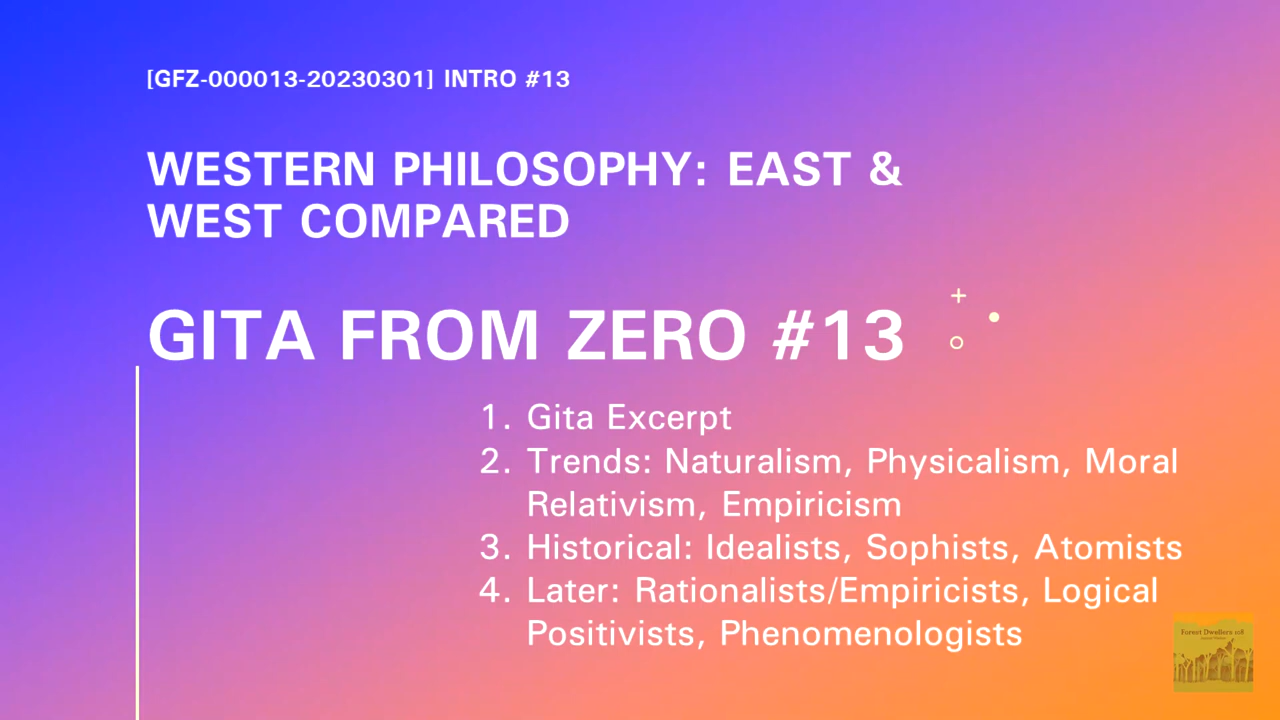 [GFZ-000013-20230301] INTRO #13
WESTERN PHILOSOPHY: EAST &
WEST COMPARED
GITA FROM ZERO #13
1. Gita Excerpt
2. Trends: Naturalism, Physicalism, Moral
Relativism, Empiricism
3. Historical: Idealists, Sophists, Atomists
4. Later: Rationalists/Empiricists, Logical
Positivists, Phenomenologists
Forest Dwellers 108